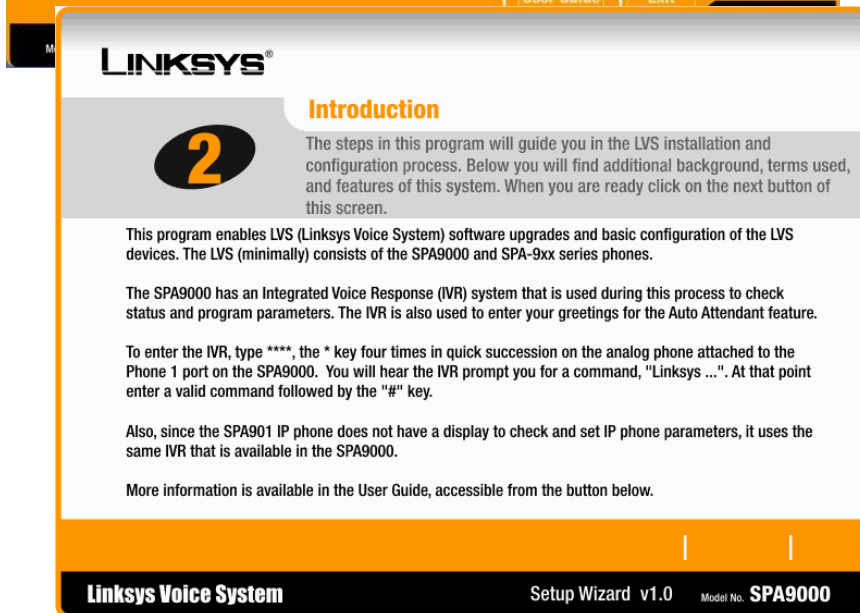 User Guide Exit
LINKSYS®
Introduction
2
The steps in this program will guide you in the LVS installation and
configuration process. Below you will find additional background, terms used,
and features of this system. When you are ready click on the next button of
this screen.
This program enables LVS (Linksys Voice System) software upgrades and basic configuration of the LVS
devices. The LVS (minimally) consists of the SPA9000 and SPA-9xx series phones.
The SPA9000 has an Integrated Voice Response (IVR) system that is used during this process to check
status and program parameters. The IVR is also used to enter your greetings for the Auto Attendant feature.
To enter the IVR, type ****, the * key four times in quick succession on the analog phone attached to the
Phone 1 port on the SPA9000.  You will hear the IVR prompt you for a command, "Linksys ...". At that point
enter a valid command followed by the "#" key.
Also, since the SPA901 IP phone does not have a display to check and set IP phone parameters, it uses the
same IVR that is available in the SPA9000.
More information is available in the User Guide, accessible from the button below.
Linksys Voice System
Setup Wizard v1.0 Model No. SPA9000